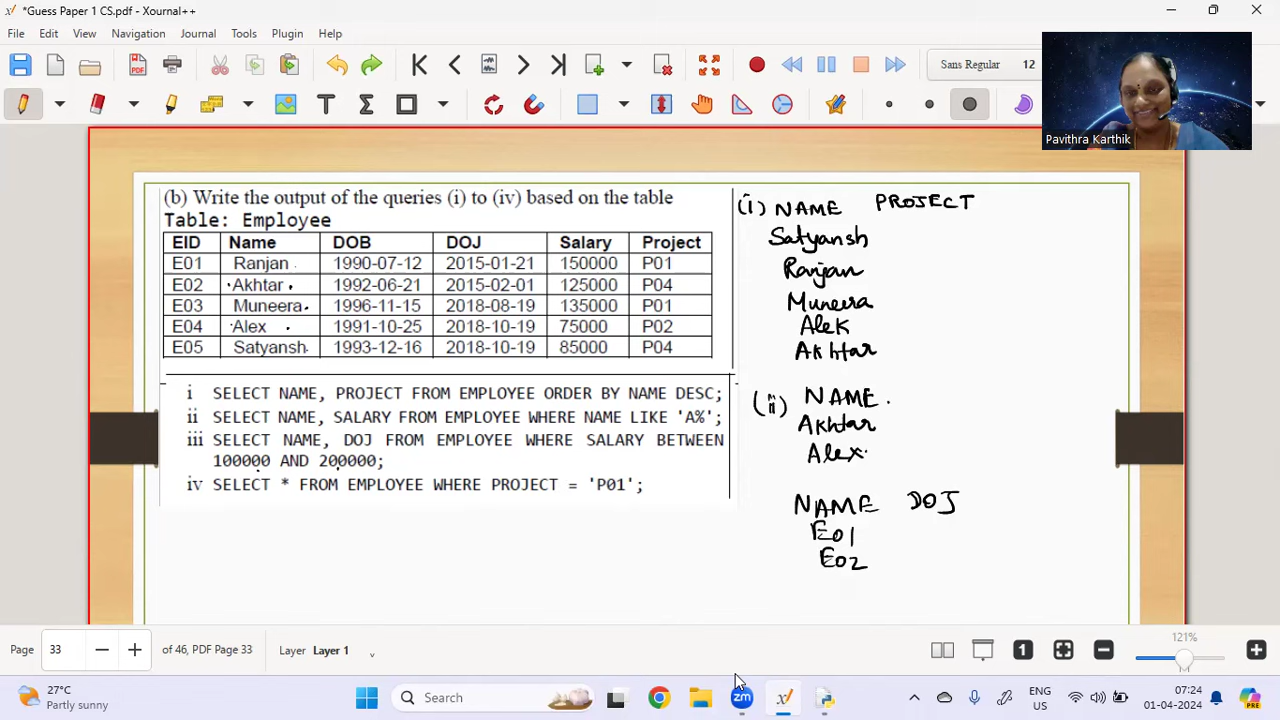 *Guess Paper 1 CS.pdf - Xournal++
File Edit View Navigation Journal Tools Plugin Help
Sans Regular 12
Pavithra Karthik
(b) Write the output of the queries (i) to (iv) based on the table
Table: Employee
EID Name DOB DOJ Salary Project
E01 Ranjan 1990-07-12 2015-01-21 150000 P01
E02 Akhtar 1992-06-21 2015-02-01 125000 P04
E03 Muneera 1996-11-15 2018-08-19 135000 P01
E04 Alex 1991-10-25 2018-10-19 75000 P02
E05 Satyansh 1993-12-16 2018-10-19 85000 P04
i SELECT NAME, PROJECT FROM EMPLOYEE ORDER BY NAME DESC;
ii SELECT NAME, SALARY FROM EMPLOYEE WHERE NAME LIKE 'A%';
iii SELECT NAME, DOJ FROM EMPLOYEE WHERE SALARY BETWEEN
100000 AND 200000;
iv SELECT * FROM EMPLOYEE WHERE PROJECT = 'P01';
(i) NAME PROJECT
Satyansh
Ranjan
Muneera
Alek
Akhtar
(ii) NAME
Akhtar
Alex
NAME DOJ
E01
E02
Page 33 of 46, PDF Page 33 Layer Layer 1
121%
27°C
Partly sunny
Search
ENG
US
07:24
01-04-2024